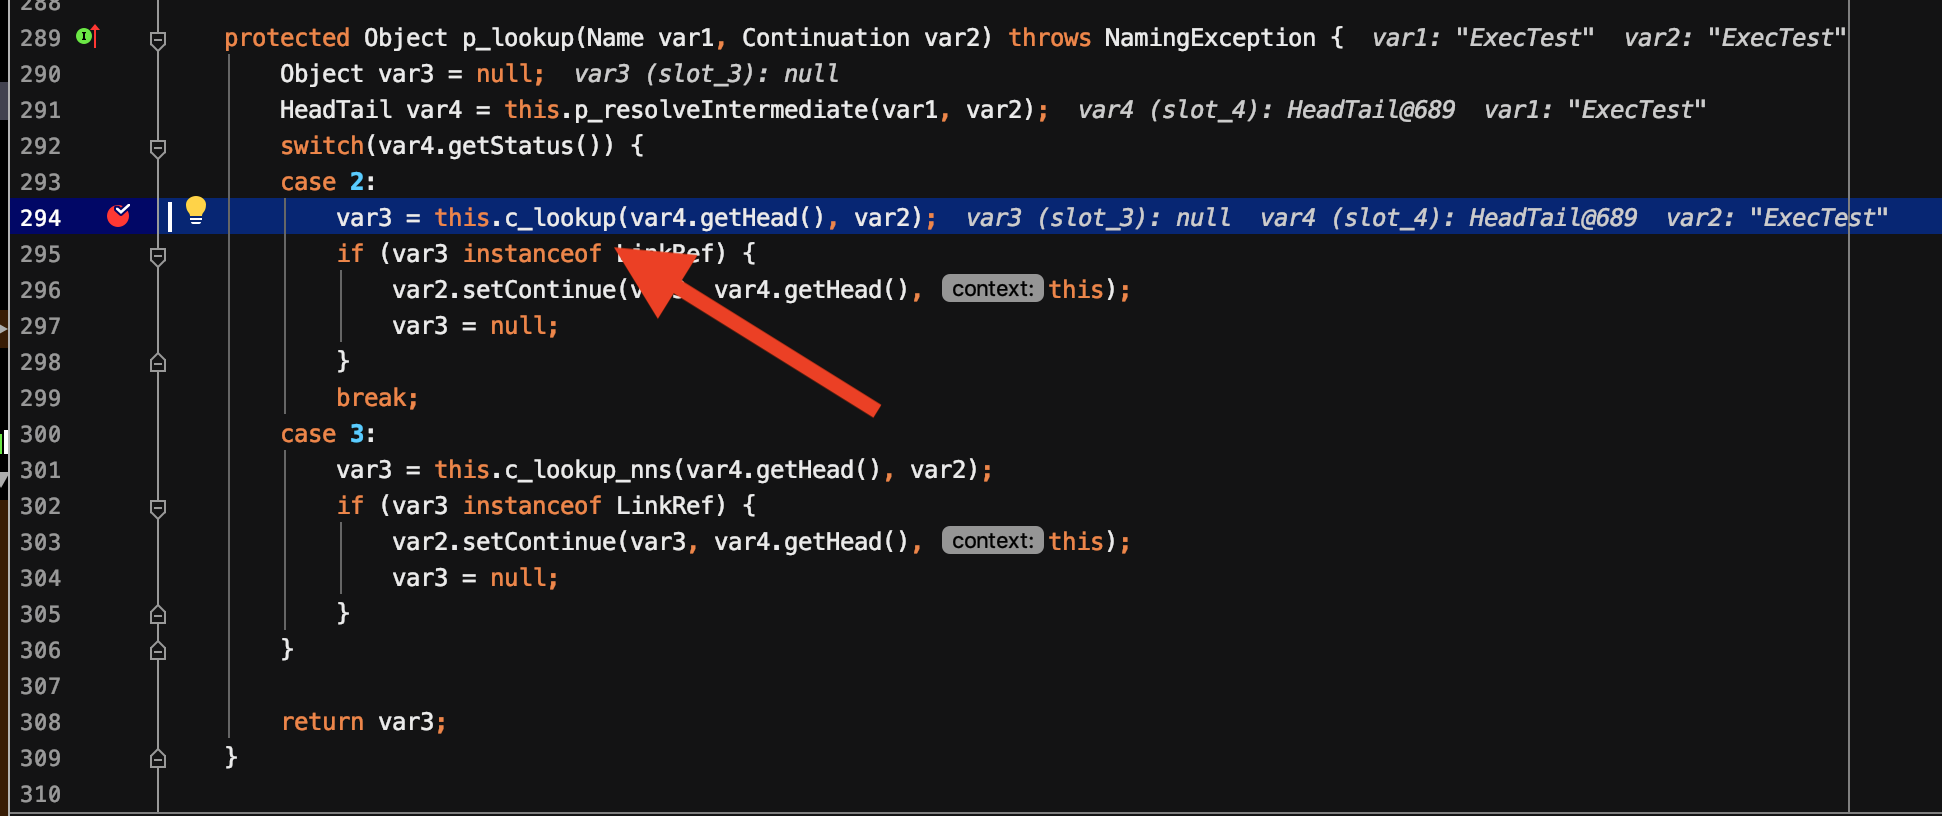 288
289 protected Object p_lookup(Name var1, Continuation var2) throws NamingException { var1: "ExecTest" var2: "ExecTest"
290 Object var3 = null; var3 (slot_3): null
291 HeadTail var4 = this.p_resolveIntermediate(var1, var2); var4 (slot_4): HeadTail@689 var1: "ExecTest"
292 switch(var4.getStatus()) {
293 case 2:
294 var3 = this.c_lookup(var4.getHead(), var2); var3 (slot_3): null var4 (slot_4): HeadTail@689 var2: "ExecTest"
295 if (var3 instanceof LinkRef) {
296 var2.setContinue(var3, var4.getHead(), context: this);
297 var3 = null;
298 }
299 break;
300 case 3:
301 var3 = this.c_lookup_nns(var4.getHead(), var2);
302 if (var3 instanceof LinkRef) {
303 var2.setContinue(var3, var4.getHead(), context: this);
304 var3 = null;
305 }
306 }
307
308 return var3;
309 }
310